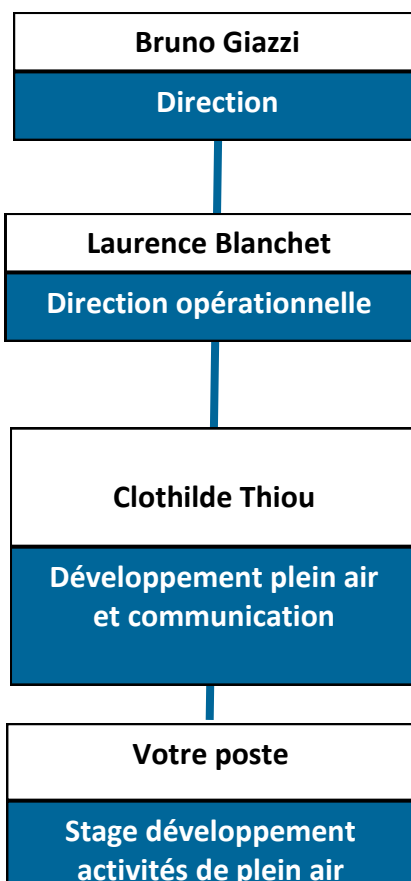 Bruno Giazzi
Direction
Laurence Blanchet
Direction opérationnelle
Clothilde Thiou
Développement plein air
et communication
Votre poste
Stage développement
activités de plein air